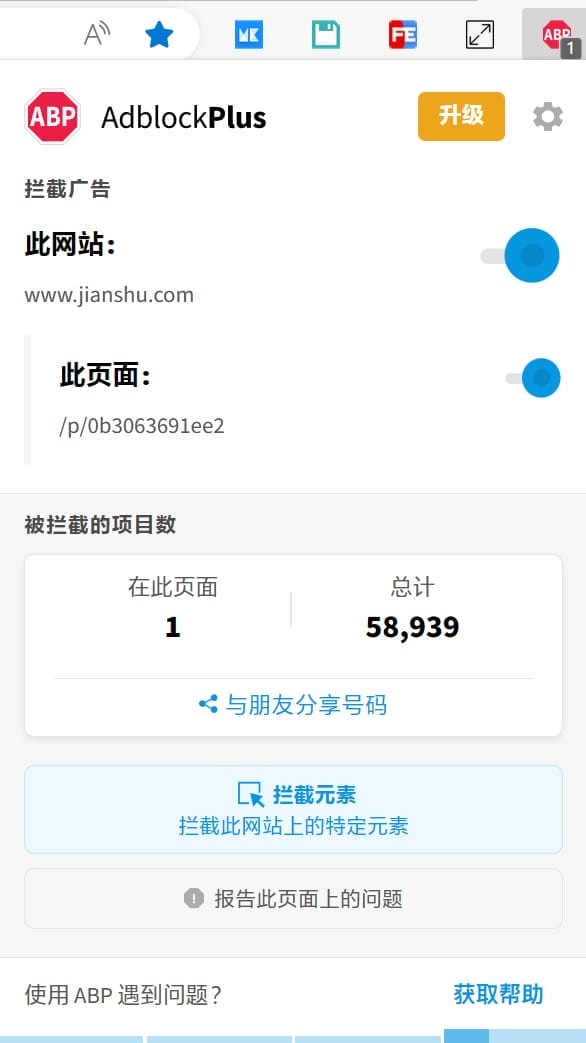 A
MK
FE
ABP
1
ABP
AdblockPlus
升级
拦截广告
此网站：
www.jianshu.com
此页面：
/p/0b3063691ee2
被拦截的项目数
在此页面
总计
1
58,939
与朋友分享号码
拦截元素
拦截此网站上的特定元素
报告此页面上的问题
使用 ABP 遇到问题？
获取帮助